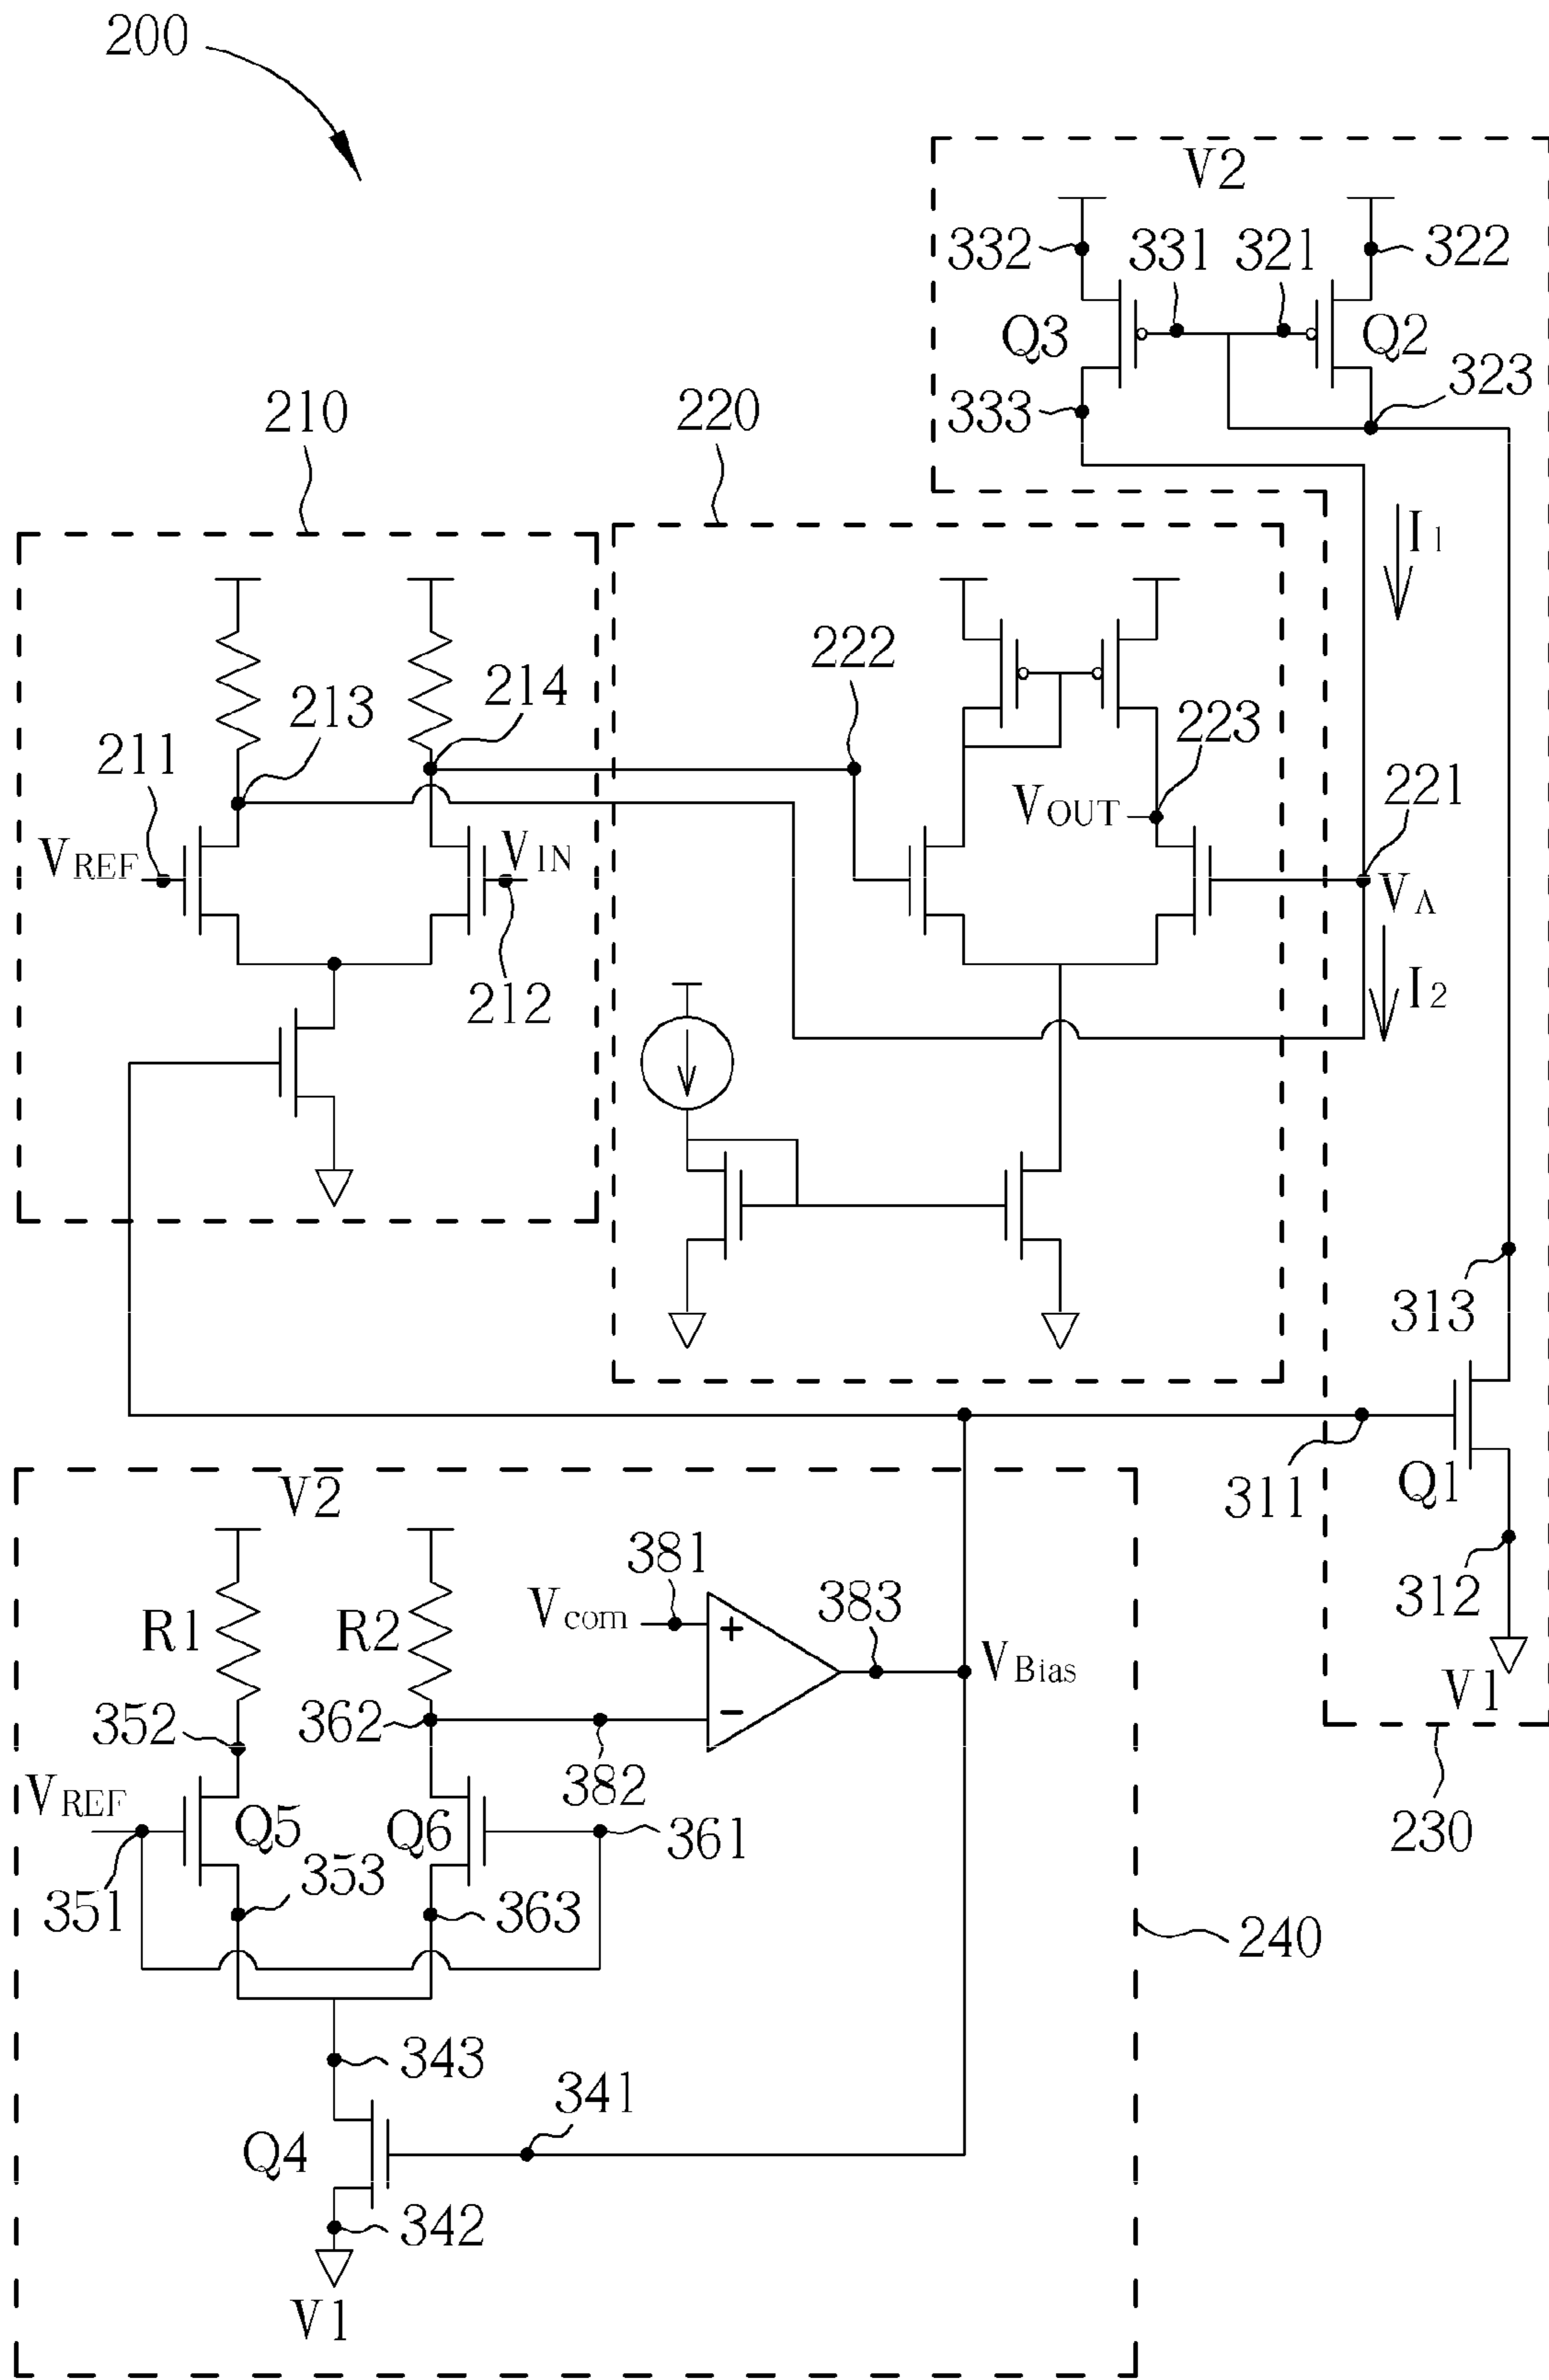 200
V2
332
331
321
322
Q3
Q2
333
323
210
220
I1
222
214
213
223
211
VOUT
221
VREF
VIN
VA
212
I2
313
311
Q1
312
V1
230
V2
381
383
Vcom
+
R1
R2
VBias
352
362
−
382
VREF
Q5
Q6
361
351
353
363
240
343
341
Q4
342
V1